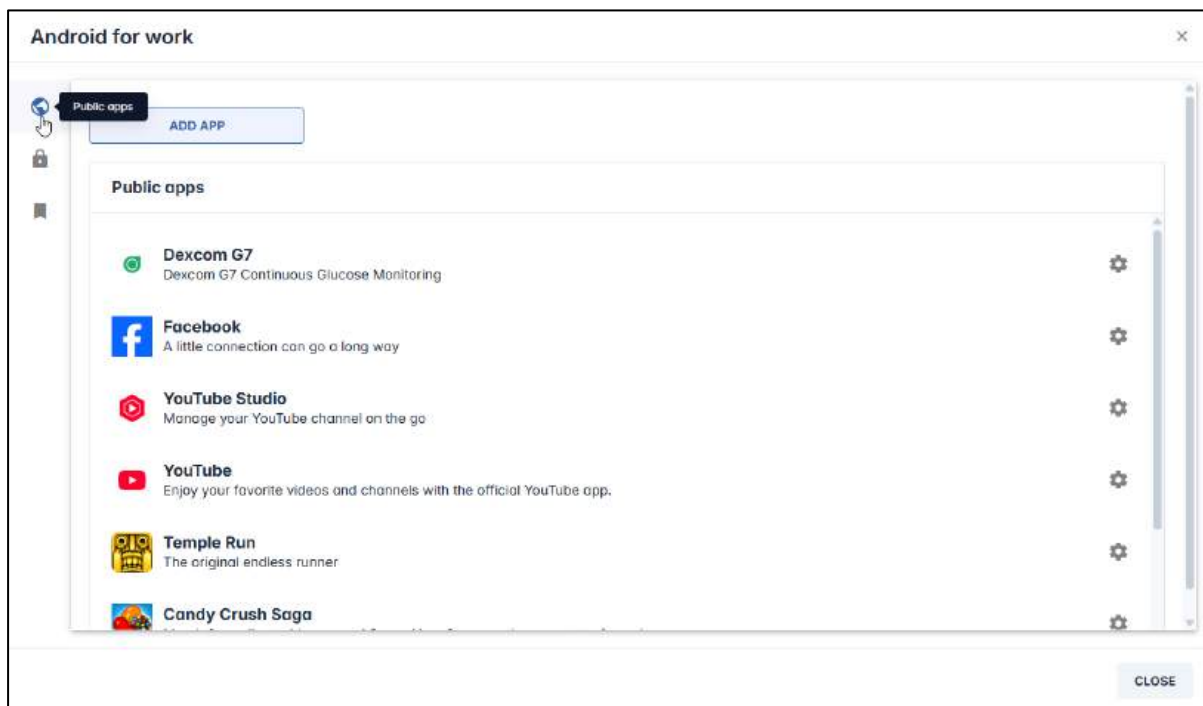 Android for work
Public apps
ADD APP
Public apps
Dexcom G7
Dexcom G7 Continuous Glucose Monitoring
Facebook
A little connection can go a long way
YouTube Studio
Manage your YouTube channel on the go
YouTube
Enjoy your favorite videos and channels with the official YouTube app.
Temple Run
The original endless runner
Candy Crush Saga
CLOSE